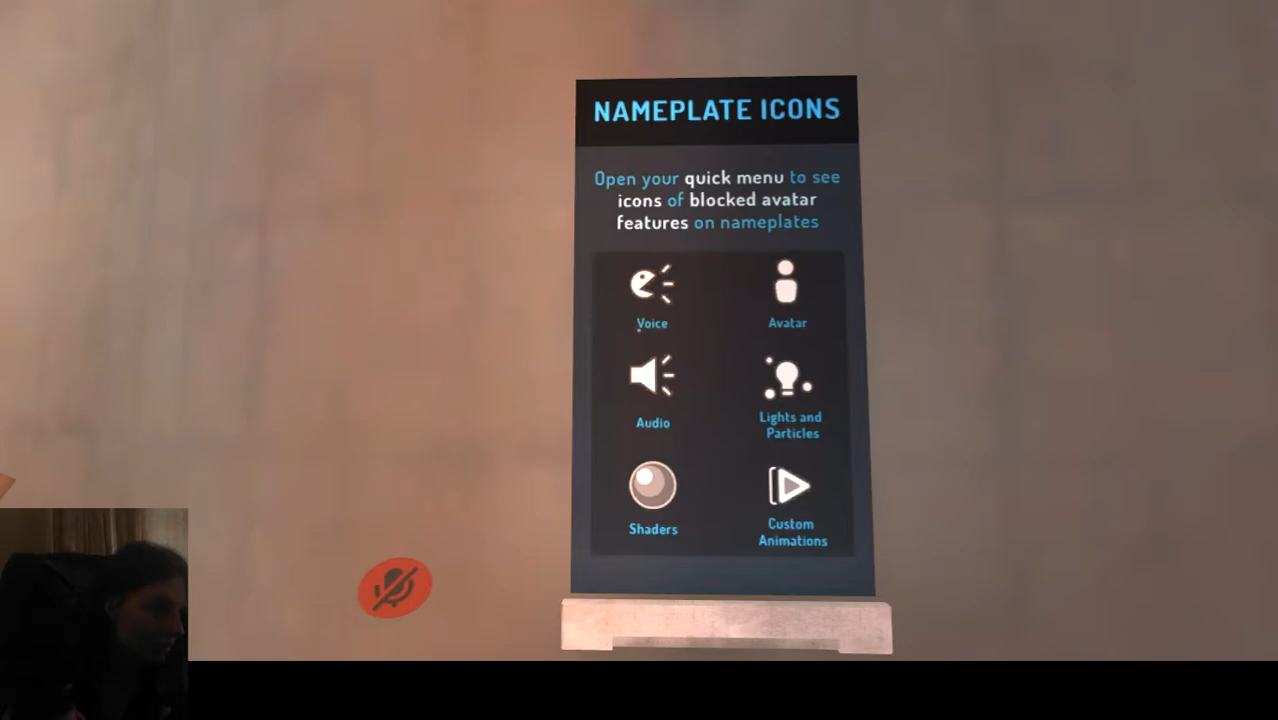 NAMEPLATE ICONS
Open your quick menu to see
icons of blocked avatar
features on nameplates
Voice
Avatar
Audio
Lights and
Particles
Shaders
Custom
Animations